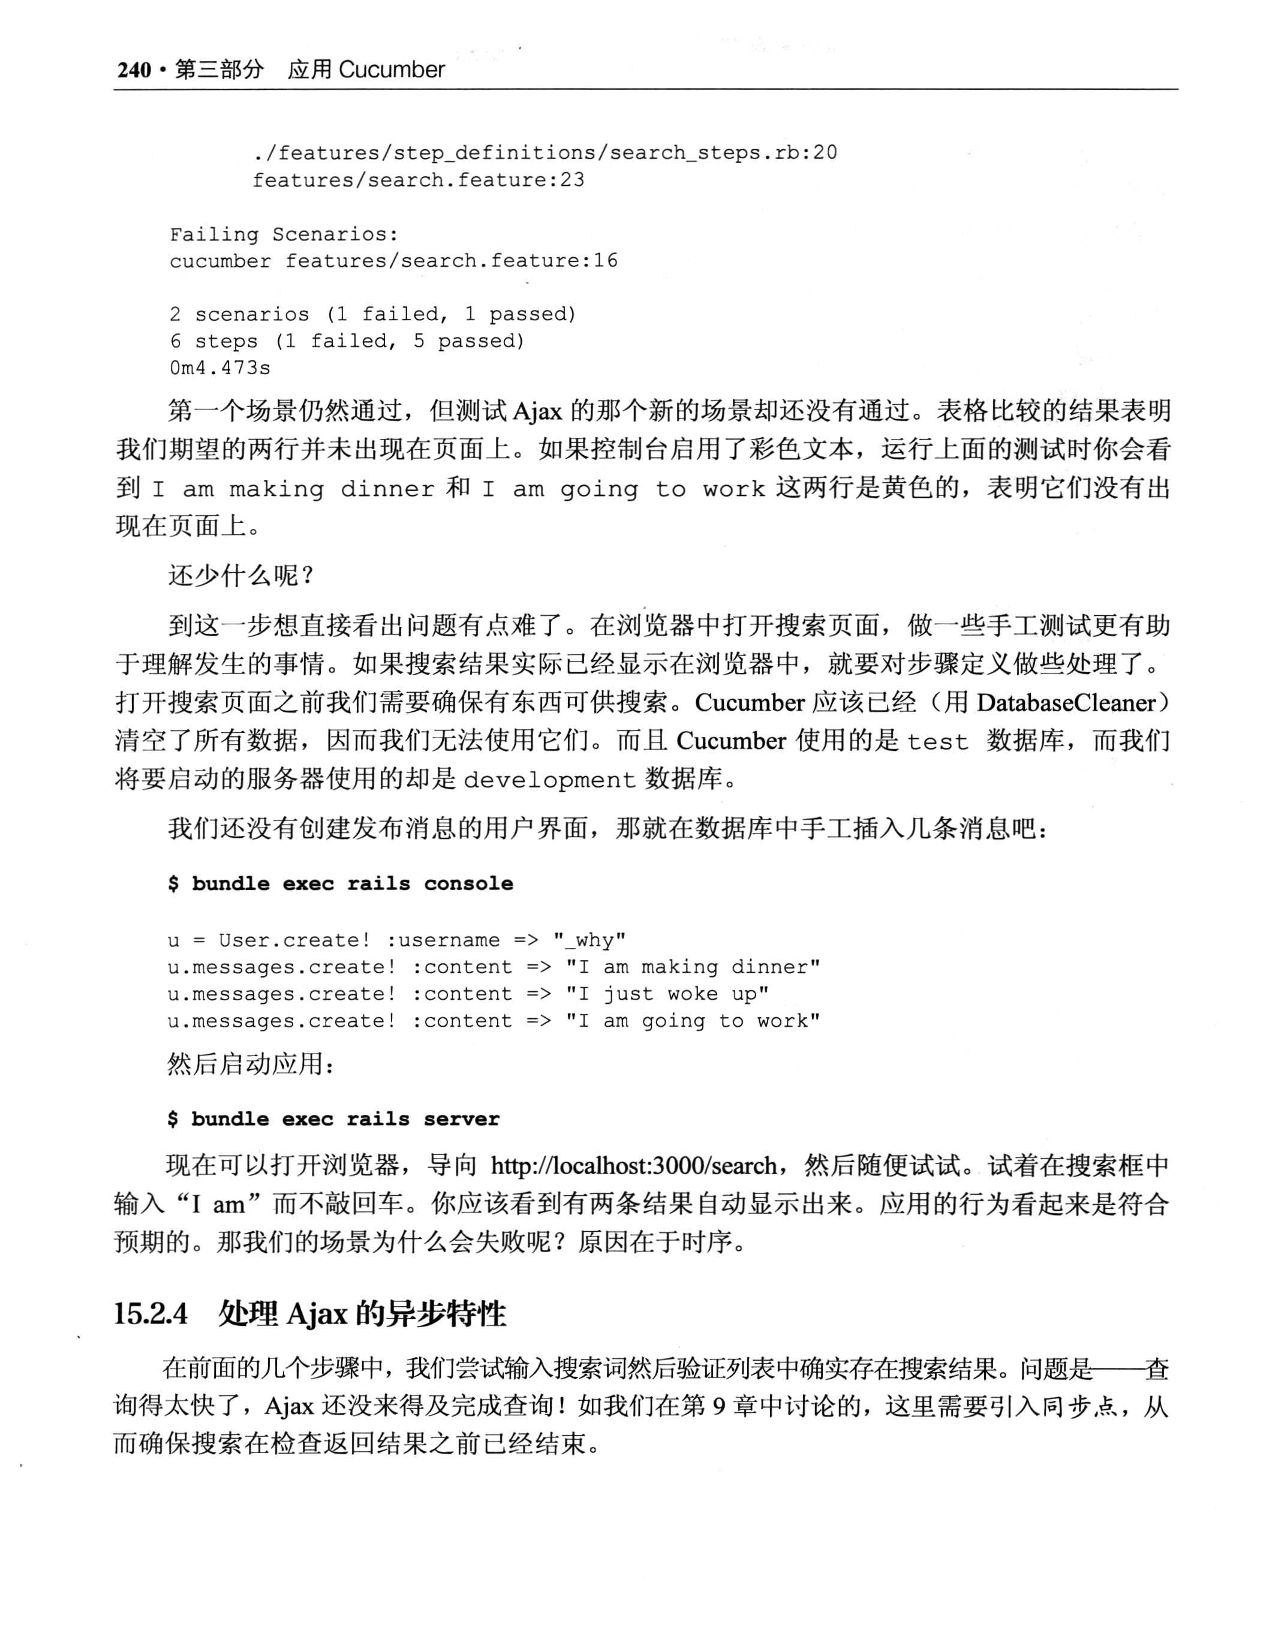 240 · 第三部分　应用 Cucumber
./features/step_definitions/search_steps.rb:20
features/search.feature:23
Failing Scenarios:
cucumber features/search.feature:16
2 scenarios (1 failed, 1 passed)
6 steps (1 failed, 5 passed)
0m4.473s
第一个场景仍然通过，但测试 Ajax 的那个新的场景却还没有通过。表格比较的结果表明
我们期望的两行并未出现在页面上。如果控制台启用了彩色文本，运行上面的测试时你会看
到 I am making dinner 和 I am going to work 这两行是黄色的，表明它们没有出
现在页面上。
还少什么呢？
到这一步想直接看出问题有点难了。在浏览器中打开搜索页面，做一些手工测试更有助
于理解发生的事情。如果搜索结果实际已经显示在浏览器中，就要对步骤定义做些处理了。
打开搜索页面之前我们需要确保有东西可供搜索。Cucumber 应该已经（用 DatabaseCleaner）
清空了所有数据，因而我们无法使用它们。而且 Cucumber 使用的是 test 数据库，而我们
将要启动的服务器使用的却是 development 数据库。
我们还没有创建发布消息的用户界面，那就在数据库中手工插入几条消息吧：
$ bundle exec rails console
u = User.create! :username => "_why"
u.messages.create! :content => "I am making dinner"
u.messages.create! :content => "I just woke up"
u.messages.create! :content => "I am going to work"
然后启动应用：
$ bundle exec rails server
现在可以打开浏览器，导向 http://localhost:3000/search，然后随便试试。试着在搜索框中
输入“I am”而不敲回车。你应该看到有两条结果自动显示出来。应用的行为看起来是符合
预期的。那我们的场景为什么会失败呢？原因在于时序。
15.2.4　处理 Ajax 的异步特性
在前面的几个步骤中，我们尝试输入搜索词然后验证列表中确实存在搜索结果。问题是——查
询得太快了，Ajax 还没来得及完成查询！如我们在第 9 章中讨论的，这里需要引入同步点，从
而确保搜索在检查返回结果之前已经结束。